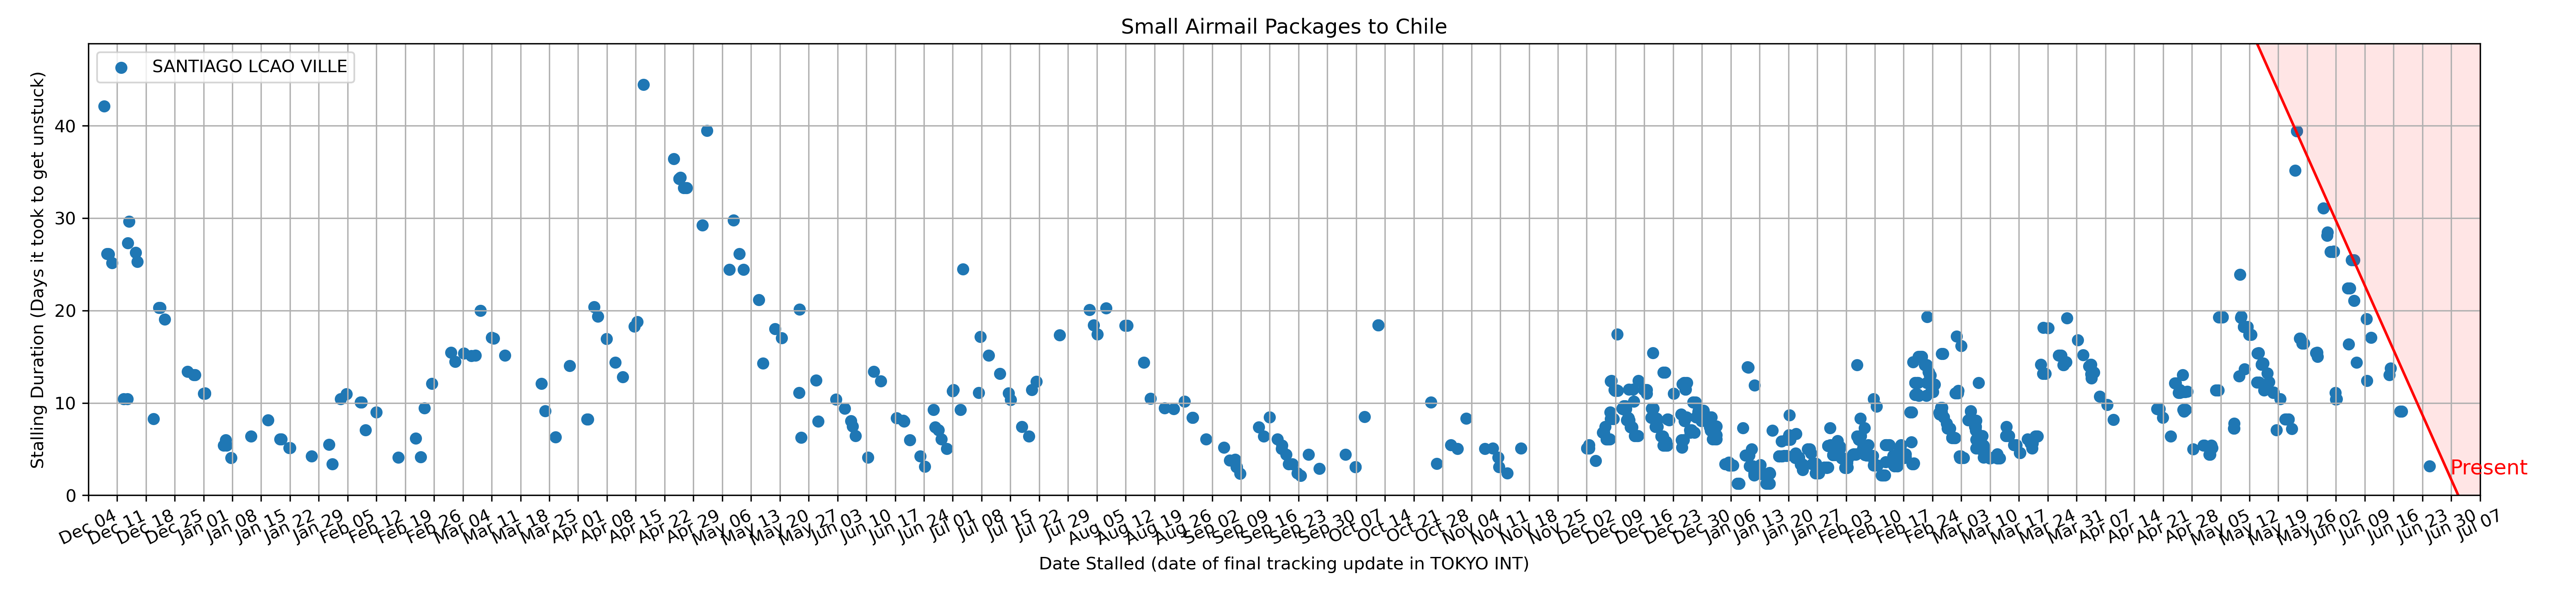 Small Airmail Packages to Chile
SANTIAGO LCAO VILLE
Stalling Duration (Days it took to get unstuck)
40
30
20
10
0
Present
Dec 04
Dec 11
Dec 18
Dec 25
Jan 01
Jan 08
Jan 15
Jan 22
Jan 29
Feb 05
Feb 12
Feb 19
Feb 26
Mar 04
Mar 11
Mar 18
Mar 25
Apr 01
Apr 08
Apr 15
Apr 22
Apr 29
May 06
May 13
May 20
May 27
Jun 03
Jun 10
Jun 17
Jun 24
Jul 01
Jul 08
Jul 15
Jul 22
Jul 29
Aug 05
Aug 12
Aug 19
Aug 26
Sep 02
Sep 09
Sep 16
Sep 23
Sep 30
Oct 07
Oct 14
Oct 21
Oct 28
Nov 04
Nov 11
Nov 18
Nov 25
Dec 02
Dec 09
Dec 16
Dec 23
Dec 30
Jan 06
Jan 13
Jan 20
Jan 27
Feb 03
Feb 10
Feb 17
Feb 24
Mar 03
Mar 10
Mar 17
Mar 24
Mar 31
Apr 07
Apr 14
Apr 21
Apr 28
May 05
May 12
May 19
May 26
Jun 02
Jun 09
Jun 16
Jun 23
Jun 30
Jul 07
Date Stalled (date of final tracking update in TOKYO INT)